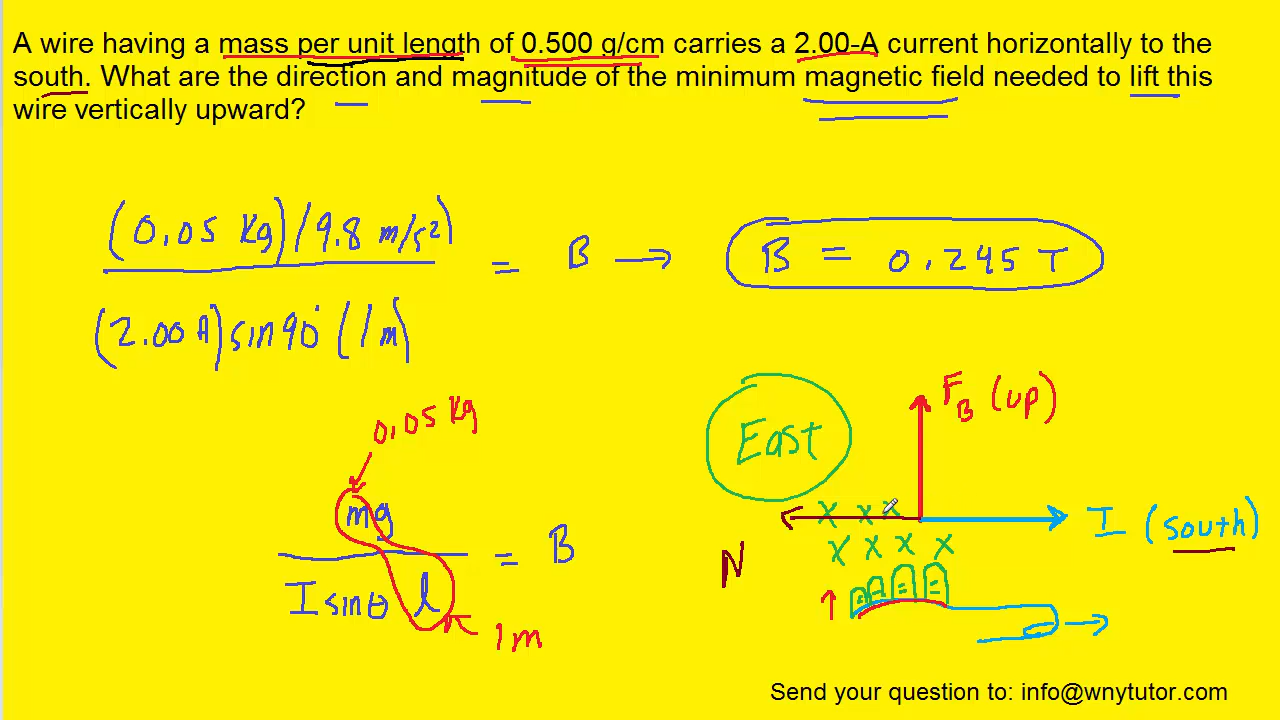 A wire having a mass per unit length of 0.500 g/cm carries a 2.00-A current horizontally to the
south. What are the direction and magnitude of the minimum magnetic field needed to lift this
wire vertically upward?
(0.05 Kg)(9.8 m/s²)
= B → B = 0.245 T
(2.00 A) sin 90° (1 m)
0.05 Kg
F_B (up)
East
mg
= B
I sinθ l
1 m
x x x
I (south)
x x x x
N
Send your question to: info@wnytutor.com